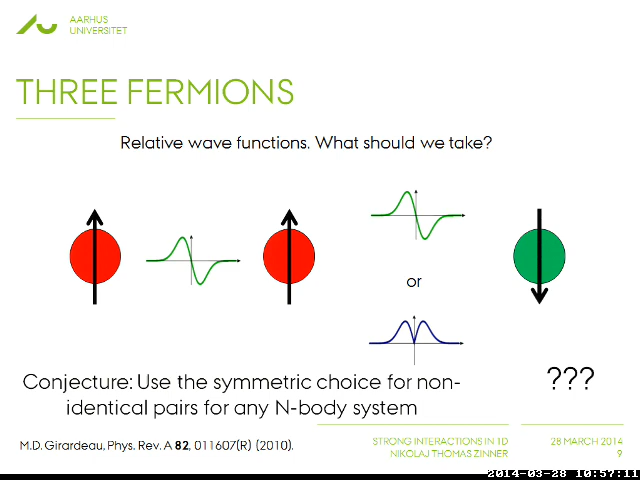 AARHUS
UNIVERSITET
THREE FERMIONS
Relative wave functions. What should we take?
or
Conjecture: Use the symmetric choice for non-
identical pairs for any N-body system
???
M.D. Girardeau, Phys. Rev. A 82, 011607(R) (2010).
STRONG INTERACTIONS IN 1D
NIKOLAJ THOMAS ZINNER
28 MARCH 2014
9
2014-03-28 10:57:11